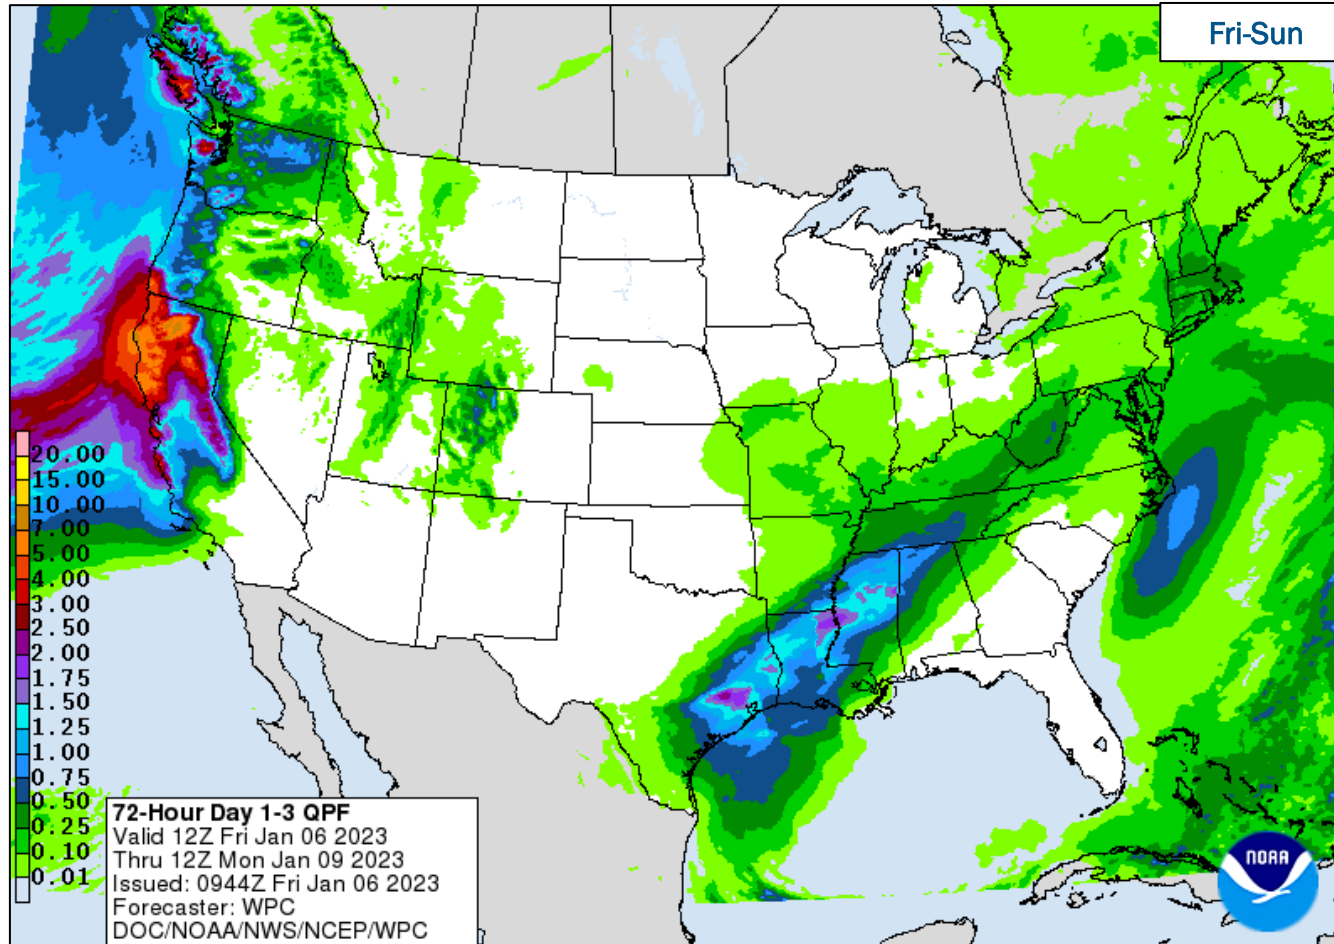 Fri-Sun
20.00
15.00
10.00
7.00
5.00
4.00
3.00
2.50
2.00
1.75
1.50
1.25
1.00
0.75
0.50
0.25
0.10
0.01
72-Hour Day 1-3 QPF
Valid 12Z Fri Jan 06 2023
Thru 12Z Mon Jan 09 2023
Issued: 0944Z Fri Jan 06 2023
Forecaster: WPC
DOC/NOAA/NWS/NCEP/WPC
NOAA